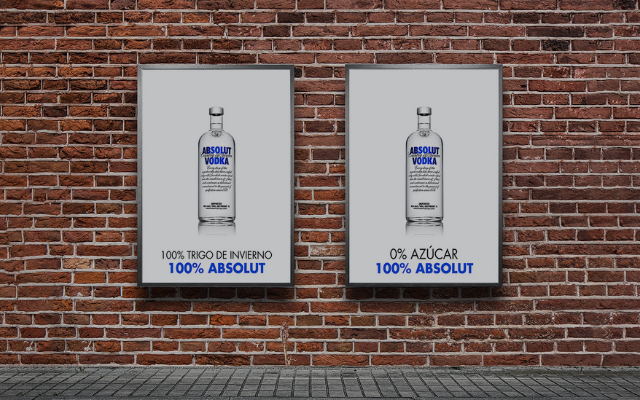 ABSOLUT
VODKA
100% TRIGO DE INVIERNO
100% ABSOLUT
ABSOLUT
VODKA
0% AZÚCAR
100% ABSOLUT